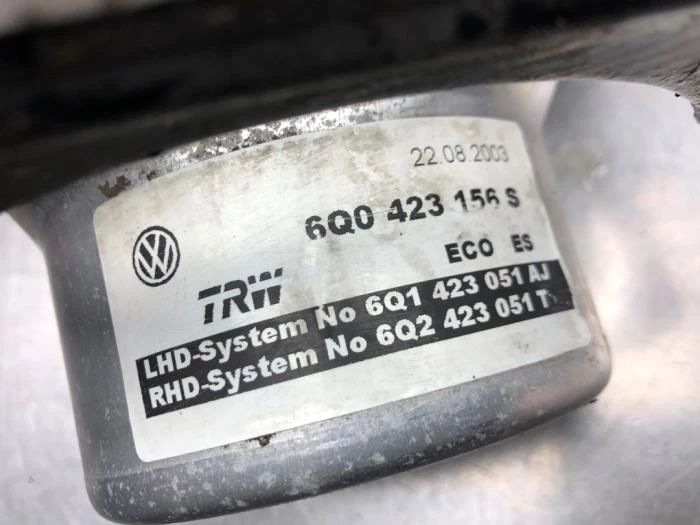 22.08.2003
6Q0 423 156 S
ECO ES
TRW
LHD-System No 6Q1 423 051 AJ
RHD-System No 6Q2 423 051 T